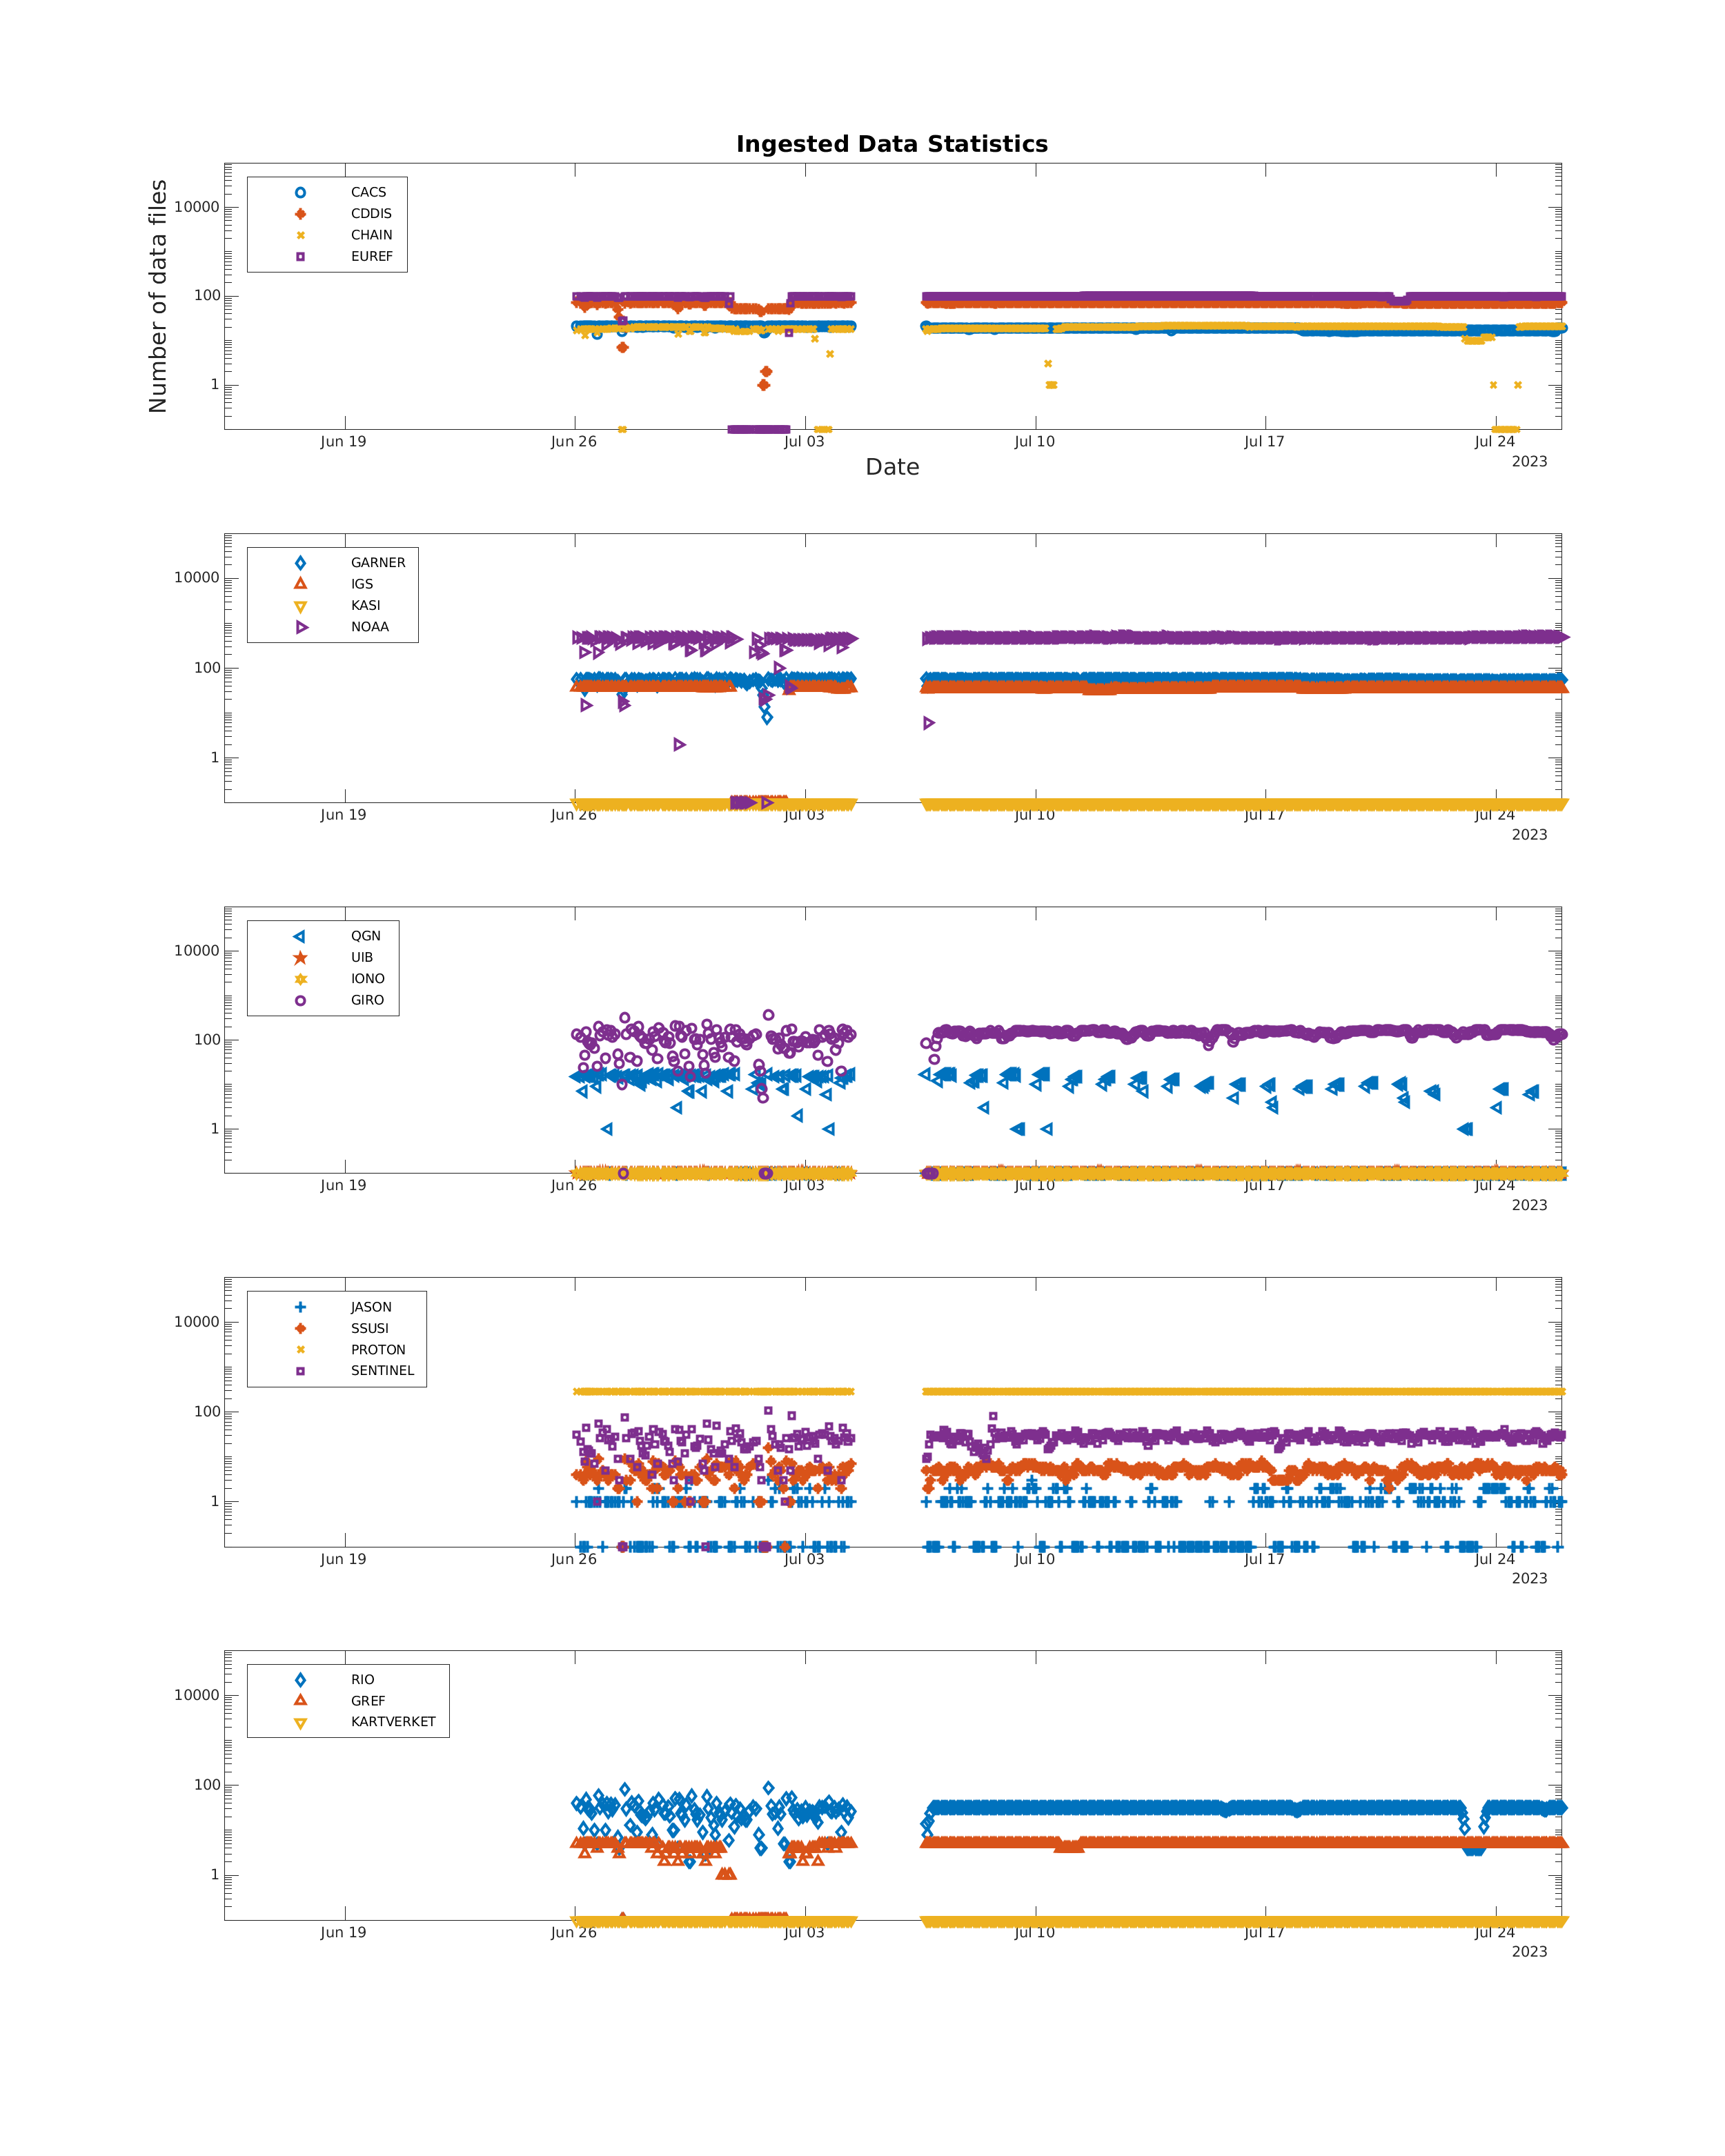 Ingested Data Statistics
Number of data files
10000
100
1
CACS
CDDIS
CHAIN
EUREF
Jun 19 Jun 26 Jul 03 Jul 10 Jul 17 Jul 24
2023
Date
10000
100
1
GARNER
IGS
KASI
NOAA
Jun 19 Jun 26 Jul 03 Jul 10 Jul 17 Jul 24
2023
10000
100
1
QGN
UIB
IONO
GIRO
Jun 19 Jun 26 Jul 03 Jul 10 Jul 17 Jul 24
2023
10000
100
1
JASON
SSUSI
PROTON
SENTINEL
Jun 19 Jun 26 Jul 03 Jul 10 Jul 17 Jul 24
2023
10000
100
1
RIO
GREF
KARTVERKET
Jun 19 Jun 26 Jul 03 Jul 10 Jul 17 Jul 24
2023